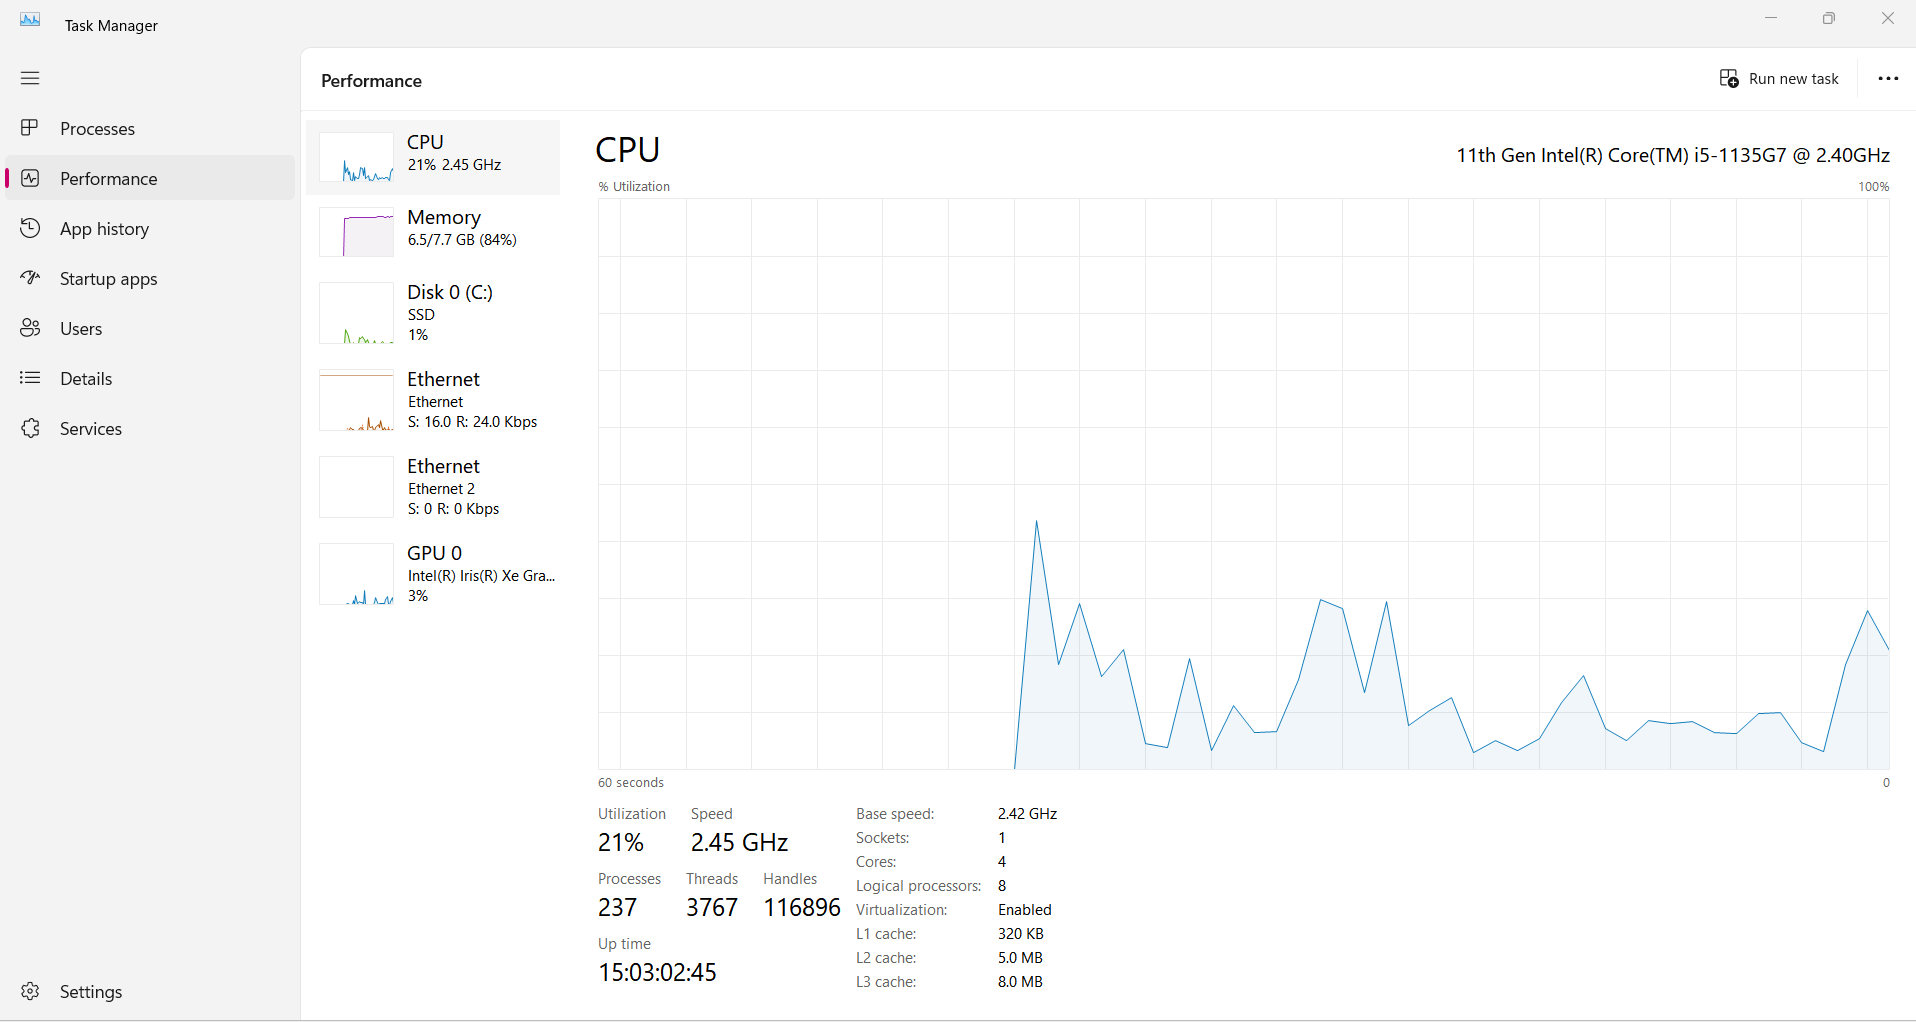 Task Manager
Performance
Run new task
Processes
Performance
App history
Startup apps
Users
Details
Services
Settings
CPU
21% 2.45 GHz
Memory
6.5/7.7 GB (84%)
Disk 0 (C:)
SSD
1%
Ethernet
Ethernet
S: 16.0 R: 24.0 Kbps
Ethernet
Ethernet 2
S: 0 R: 0 Kbps
GPU 0
Intel(R) Iris(R) Xe Gra...
3%
CPU
11th Gen Intel(R) Core(TM) i5-1135G7 @ 2.40GHz
% Utilization 100%
60 seconds 0
Utilization Speed
21% 2.45 GHz
Processes Threads Handles
237 3767 116896
Up time
15:03:02:45
Base speed: 2.42 GHz
Sockets: 1
Cores: 4
Logical processors: 8
Virtualization: Enabled
L1 cache: 320 KB
L2 cache: 5.0 MB
L3 cache: 8.0 MB